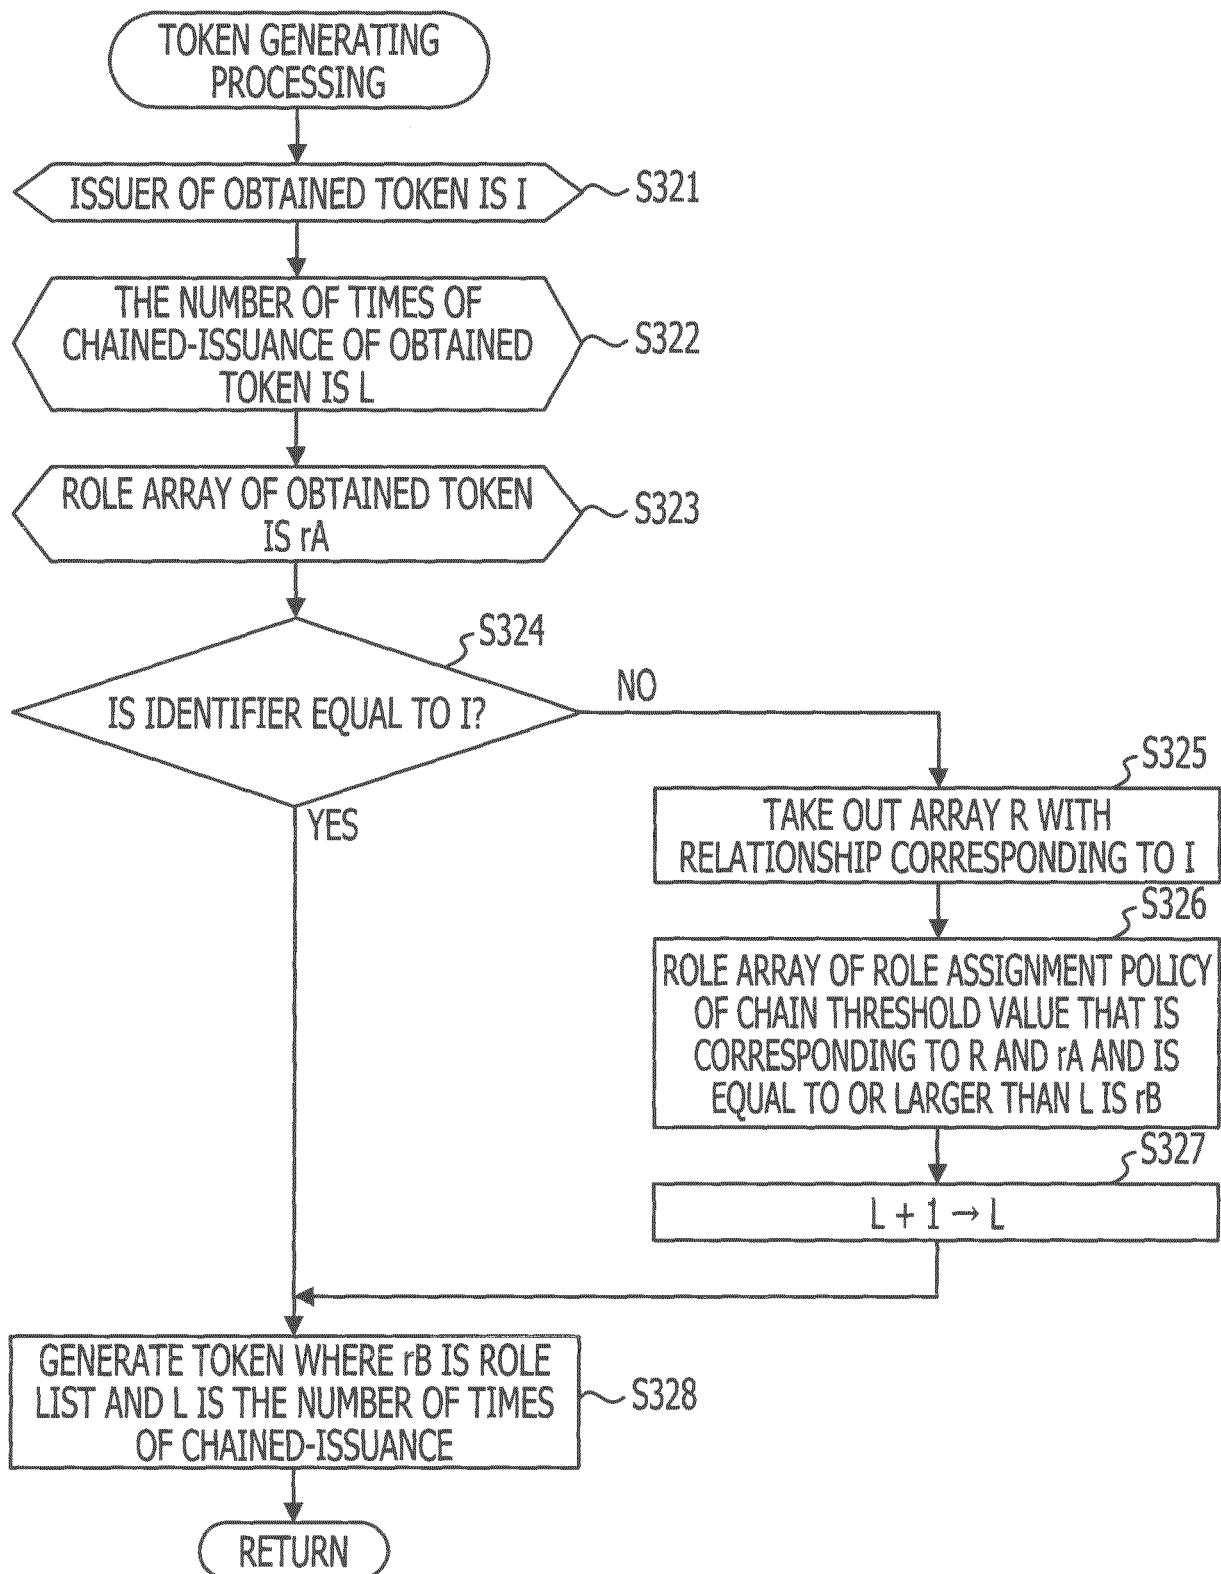 TOKEN GENERATING
PROCESSING
ISSUER OF OBTAINED TOKEN IS I
S321
THE NUMBER OF TIMES OF
CHAINED-ISSUANCE OF OBTAINED
TOKEN IS L
S322
ROLE ARRAY OF OBTAINED TOKEN
IS rA
S323
S324
IS IDENTIFIER EQUAL TO I?
NO
YES
S325
TAKE OUT ARRAY R WITH
RELATIONSHIP CORRESPONDING TO I
S326
ROLE ARRAY OF ROLE ASSIGNMENT POLICY
OF CHAIN THRESHOLD VALUE THAT IS
CORRESPONDING TO R AND rA AND IS
EQUAL TO OR LARGER THAN L IS rB
S327
L + 1 → L
GENERATE TOKEN WHERE rB IS ROLE
LIST AND L IS THE NUMBER OF TIMES
OF CHAINED-ISSUANCE
S328
RETURN